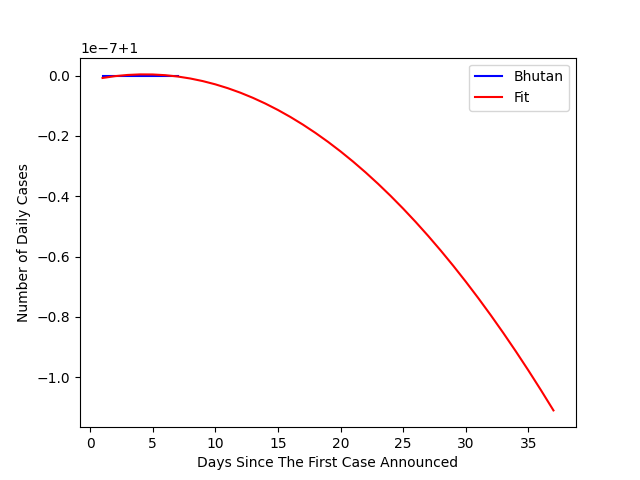 1e−7+1
0.0
−0.2
−0.4
−0.6
−0.8
−1.0
Number of Daily Cases
Bhutan
Fit
0 5 10 15 20 25 30 35
Days Since The First Case Announced